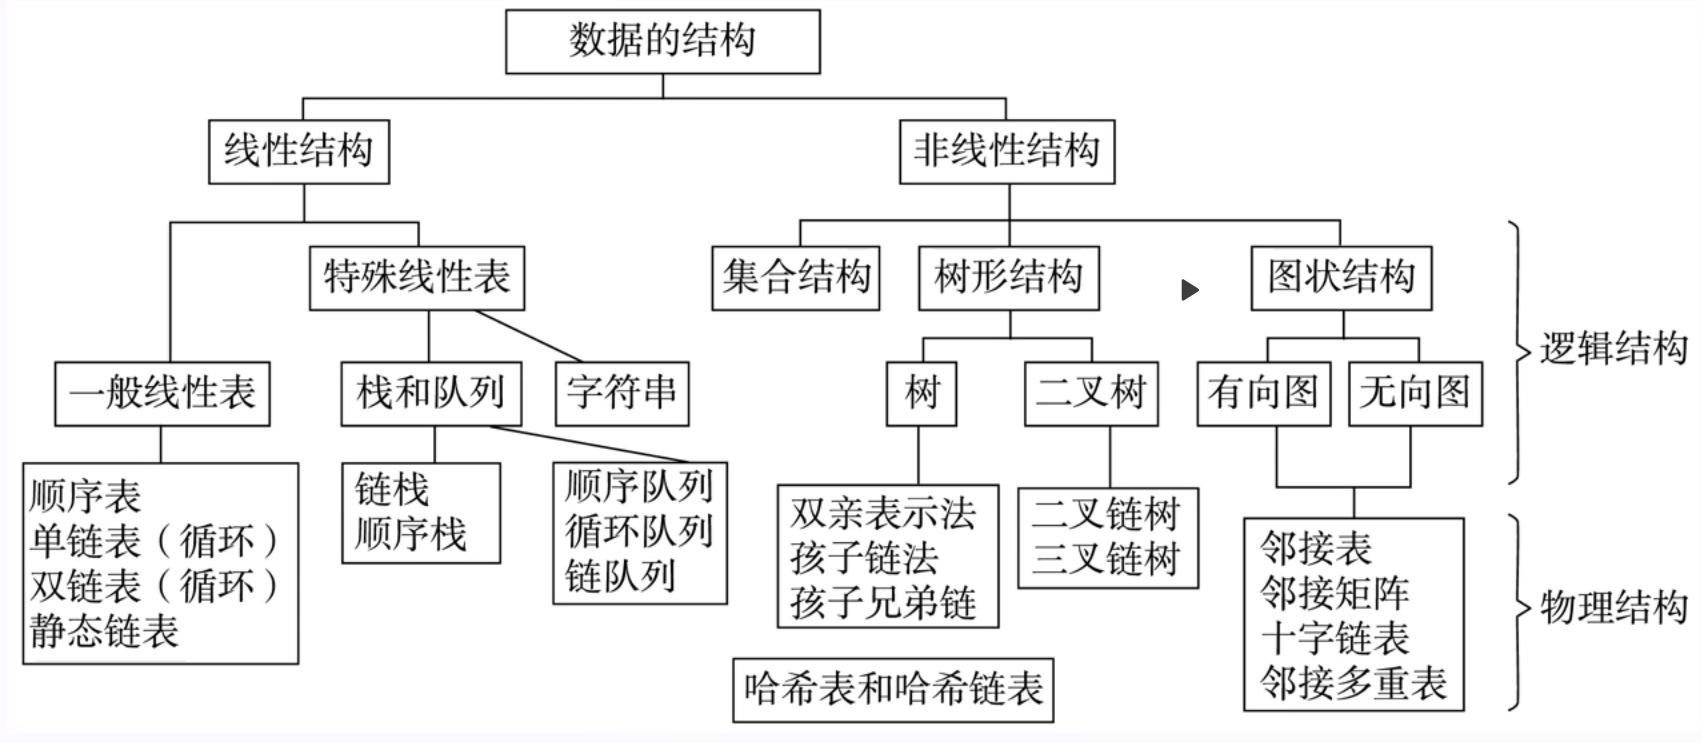 数据的结构
线性结构
非线性结构
特殊线性表
集合结构
树形结构
图状结构
逻辑结构
一般线性表
栈和队列
字符串
树
二叉树
有向图
无向图
顺序表
单链表（循环）
双链表（循环）
静态链表
链栈
顺序栈
顺序队列
循环队列
链队列
双亲表示法
孩子链法
孩子兄弟链
二叉链树
三叉链树
邻接表
邻接矩阵
十字链表
邻接多重表
物理结构
哈希表和哈希链表